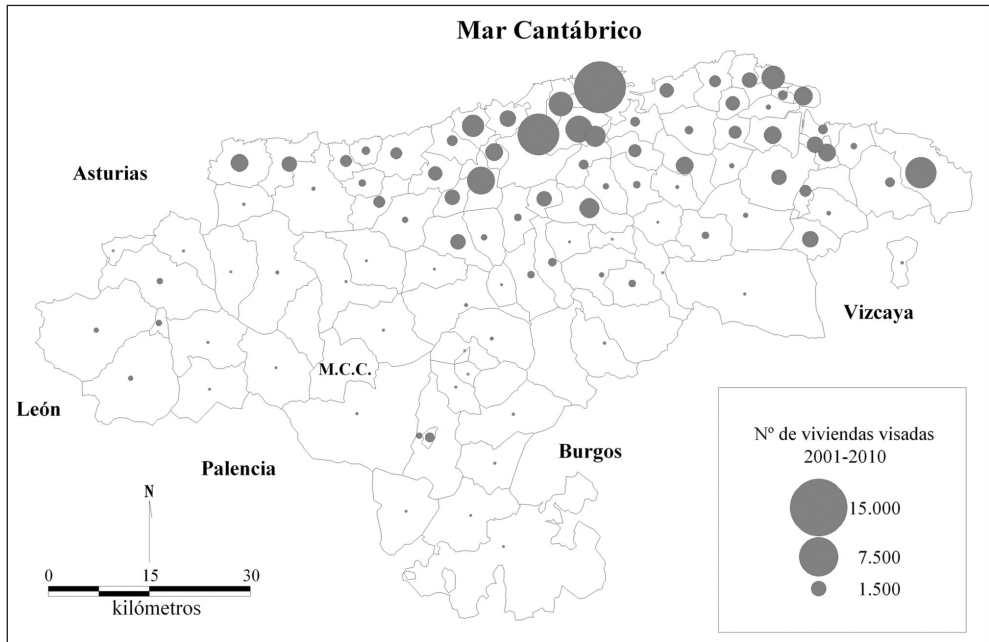 Mar Cantábrico
Asturias
Vizcaya
M.C.C.
León
Palencia
Burgos
N
0 15 30
kilómetros
Nº de viviendas visadas
2001-2010
15.000
7.500
1.500